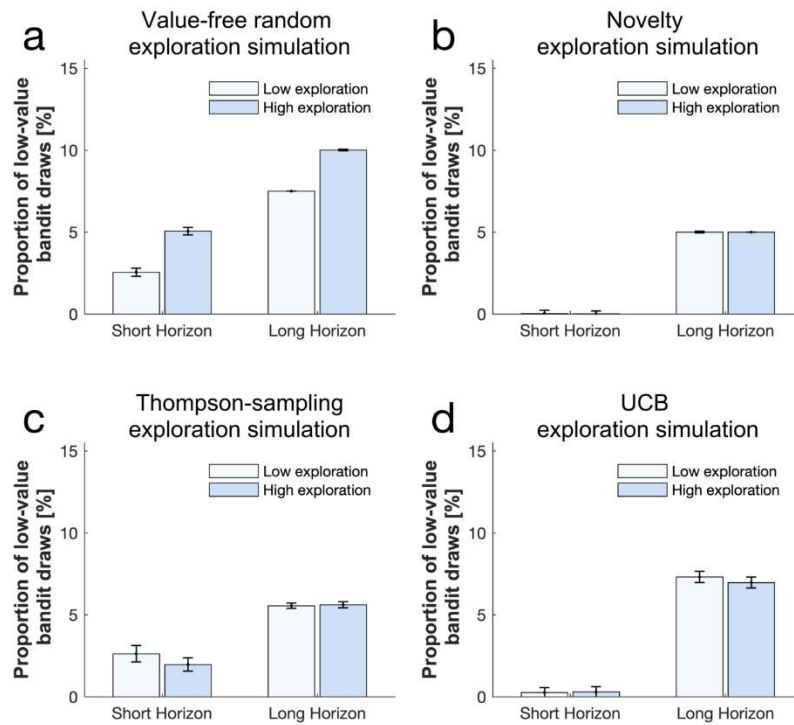 a
Value-free random
exploration simulation
Proportion of low-value
bandit draws [%]
15
10
5
0
Low exploration
High exploration
Short Horizon
Long Horizon
b
Novelty
exploration simulation
Proportion of low-value
bandit draws [%]
15
10
5
0
Low exploration
High exploration
Short Horizon
Long Horizon
c
Thompson-sampling
exploration simulation
Proportion of low-value
bandit draws [%]
15
10
5
0
Low exploration
High exploration
Short Horizon
Long Horizon
d
UCB
exploration simulation
Proportion of low-value
bandit draws [%]
15
10
5
0
Low exploration
High exploration
Short Horizon
Long Horizon